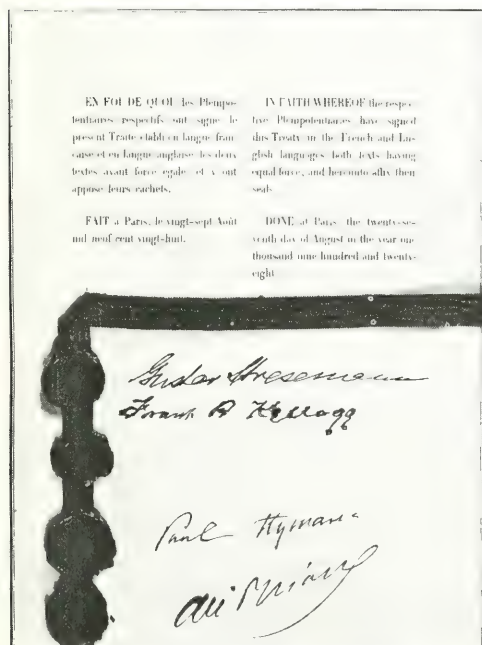 EN FOI DE QUOI les Plénipo-
tentiaires respectifs ont signé le
présent Traité établi en langue fran-
çaise et en langue anglaise, les deux
textes ayant force égale, et y ont
apposé leurs cachets.
FAIT à Paris, le vingt-sept Août
mil neuf cent vingt-huit.
IN FAITH WHEREOF the respec-
tive Plenipotentiaries have signed
this Treaty in the French and En-
glish languages both texts having
equal force, and hereunto affix their
seals.
DONE at Paris, the twenty-se-
venth day of August in the year one
thousand nine hundred and twenty-
eight
Gustav Stresemann
Frank B Kellogg
Paul Hymans
Ari Briand